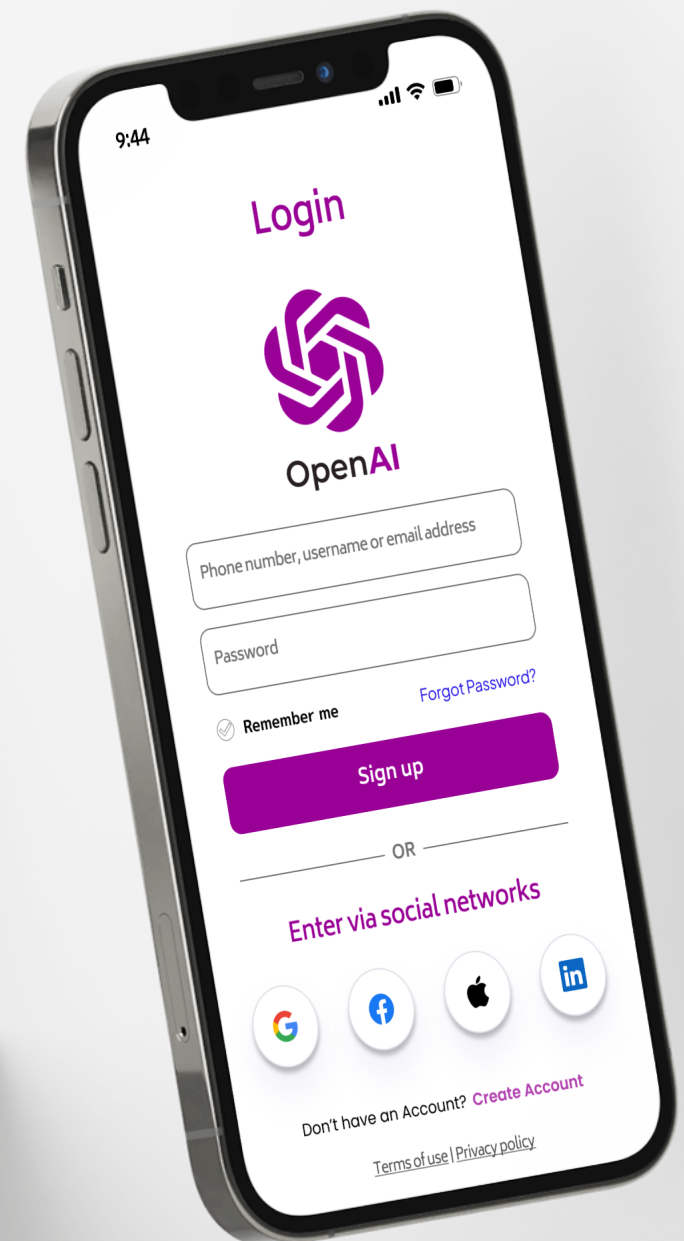 9:44
Login
OpenAI
Phone number, username or email address
Password
Remember me
Forgot Password?
Sign up
OR
Enter via social networks
in
Don't have an Account? Create Account
Terms of use | Privacy policy